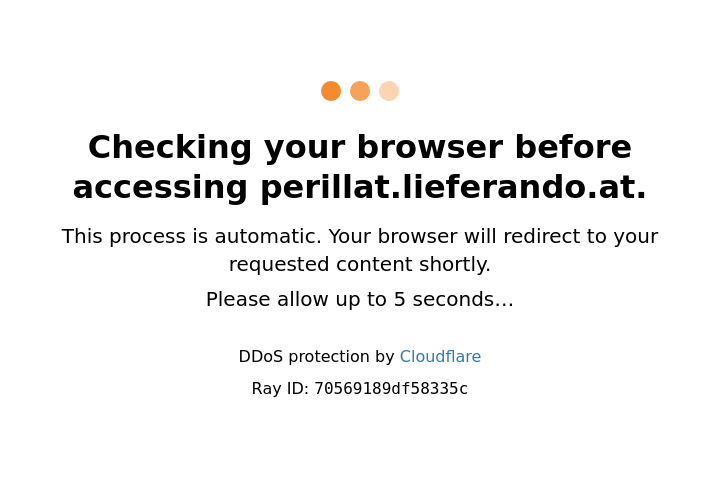 Checking your browser before
accessing perillat.lieferando.at.
This process is automatic. Your browser will redirect to your
requested content shortly.
Please allow up to 5 seconds…
DDoS protection by Cloudflare
Ray ID: 70569189df58335c